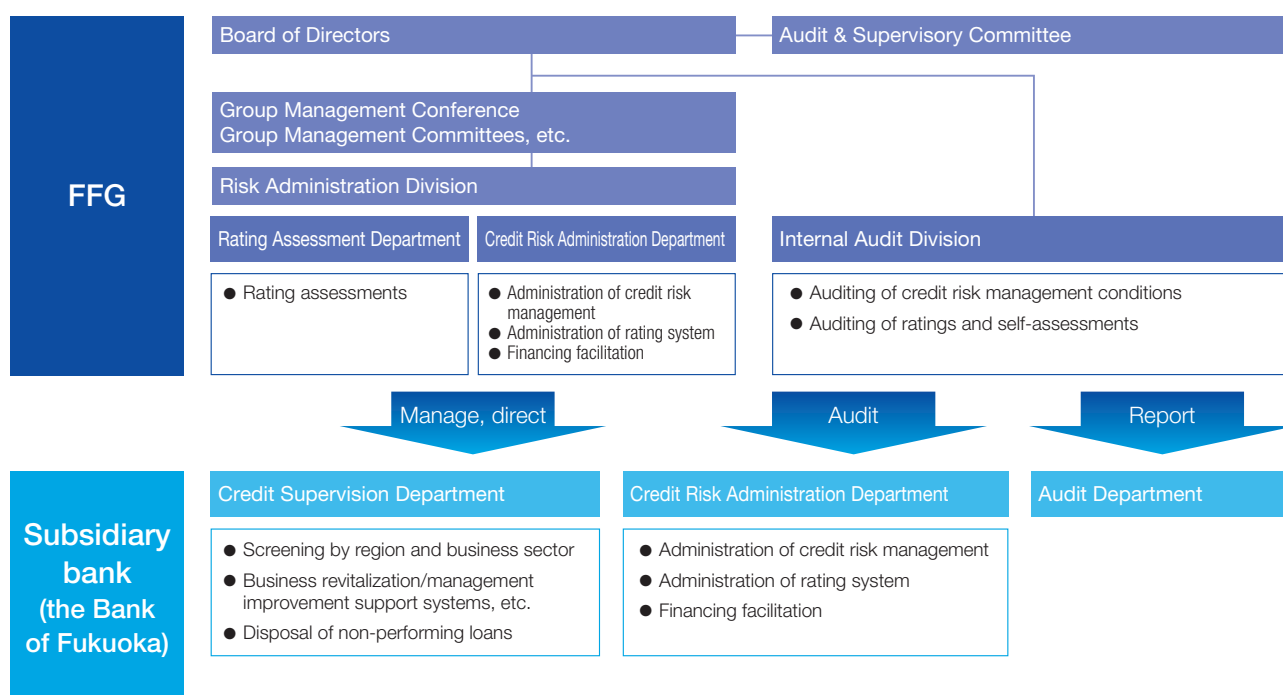 Board of Directors
Audit & Supervisory Committee
Group Management Conference
Group Management Committees, etc.
FFG
Risk Administration Division
Rating Assessment Department
Credit Risk Administration Department
Internal Audit Division
● Rating assessments
● Administration of credit risk
management
● Administration of rating system
● Financing facilitation
● Auditing of credit risk management conditions
● Auditing of ratings and self-assessments
Manage, direct
Audit
Report
Subsidiary
bank
(the Bank
of Fukuoka)
Credit Supervision Department
● Screening by region and business sector
● Business revitalization/management
improvement support systems, etc.
● Disposal of non-performing loans
Credit Risk Administration Department
● Administration of credit risk management
● Administration of rating system
● Financing facilitation
Audit Department